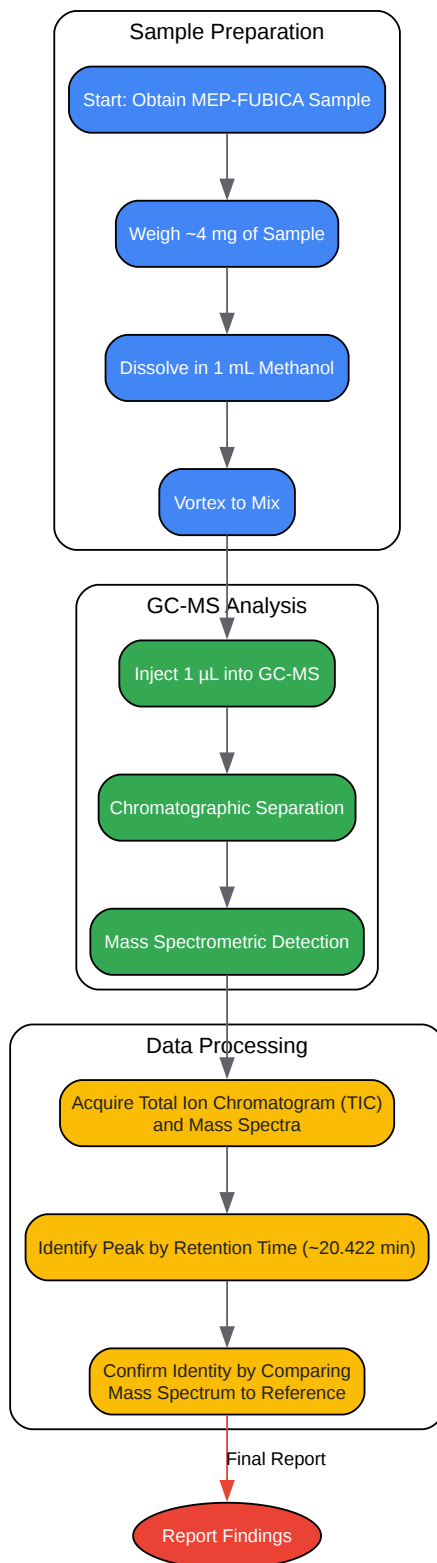 Sample Preparation
Start: Obtain MEP-FUBICA Sample
Weigh ~4 mg of Sample
Dissolve in 1 mL Methanol
Vortex to Mix
GC-MS Analysis
Inject 1 µL into GC-MS
Chromatographic Separation
Mass Spectrometric Detection
Data Processing
Acquire Total Ion Chromatogram (TIC)
and Mass Spectra
Identify Peak by Retention Time (~20.422 min)
Confirm Identity by Comparing
Mass Spectrum to Reference
Final Report
Report Findings